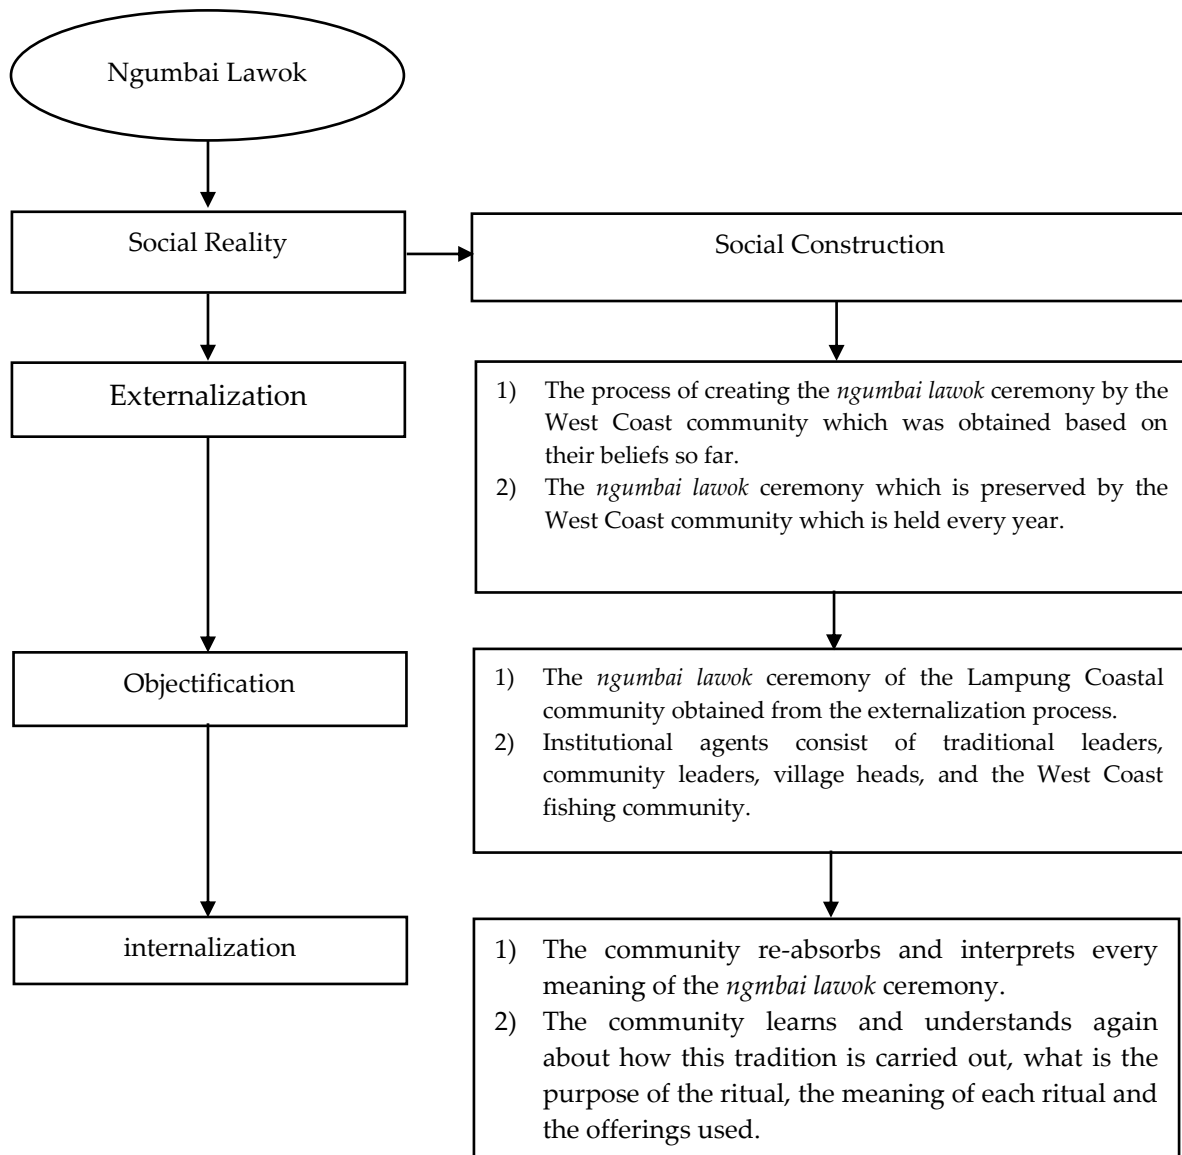 Ngumbai Lawok
Social Reality
Social Construction
Externalization
1) The process of creating the ngumbai lawok ceremony by the
West Coast community which was obtained based on
their beliefs so far.
2) The ngumbai lawok ceremony which is preserved by the
West Coast community which is held every year.
Objectification
1) The ngumbai lawok ceremony of the Lampung Coastal
community obtained from the externalization process.
2) Institutional agents consist of traditional leaders,
community leaders, village heads, and the West Coast
fishing community.
internalization
1) The community re-absorbs and interprets every
meaning of the ngmbai lawok ceremony.
2) The community learns and understands again
about how this tradition is carried out, what is the
purpose of the ritual, the meaning of each ritual and
the offerings used.